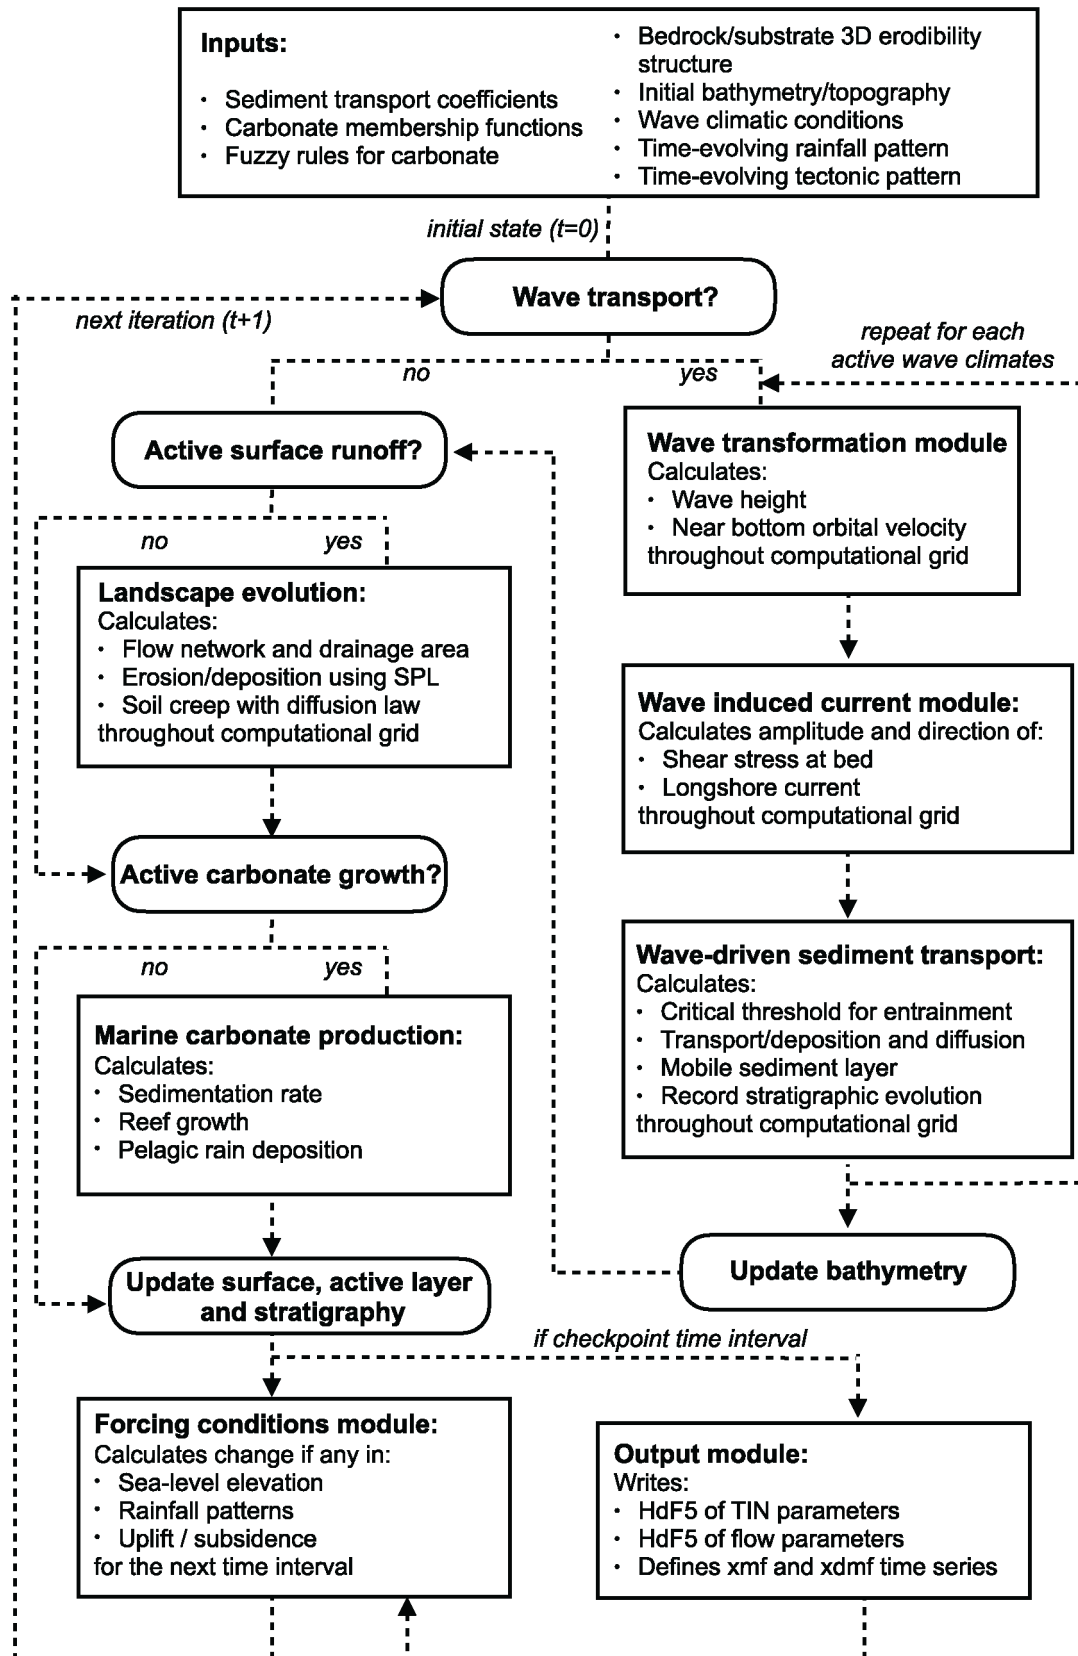 Inputs:
· Sediment transport coefficients
· Carbonate membership functions
· Fuzzy rules for carbonate
· Bedrock/substrate 3D erodibility
structure
· Initial bathymetry/topography
· Wave climatic conditions
· Time-evolving rainfall pattern
· Time-evolving tectonic pattern
initial state (t=0)
Wave transport?
next iteration (t+1)
repeat for each
active wave climates
no
yes
Active surface runoff?
Wave transformation module
Calculates:
· Wave height
· Near bottom orbital velocity
throughout computational grid
no
yes
Landscape evolution:
Calculates:
· Flow network and drainage area
· Erosion/deposition using SPL
· Soil creep with diffusion law
throughout computational grid
Wave induced current module:
Calculates amplitude and direction of:
· Shear stress at bed
· Longshore current
throughout computational grid
Active carbonate growth?
no
yes
Wave-driven sediment transport:
Calculates:
· Critical threshold for entrainment
· Transport/deposition and diffusion
· Mobile sediment layer
· Record stratigraphic evolution
throughout computational grid
Marine carbonate production:
Calculates:
· Sedimentation rate
· Reef growth
· Pelagic rain deposition
Update surface, active layer
and stratigraphy
Update bathymetry
if checkpoint time interval
Forcing conditions module:
Calculates change if any in:
· Sea-level elevation
· Rainfall patterns
· Uplift / subsidence
for the next time interval
Output module:
Writes:
· HdF5 of TIN parameters
· HdF5 of flow parameters
· Defines xmf and xdmf time series